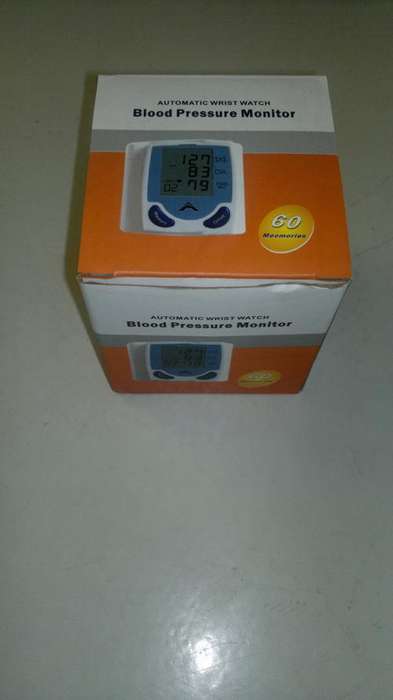 AUTOMATIC WRIST WATCH
Blood Pressure Monitor
127
83
02 79
60
Meemories
AUTOMATIC WRIST WATCH
Blood Pressure Monitor